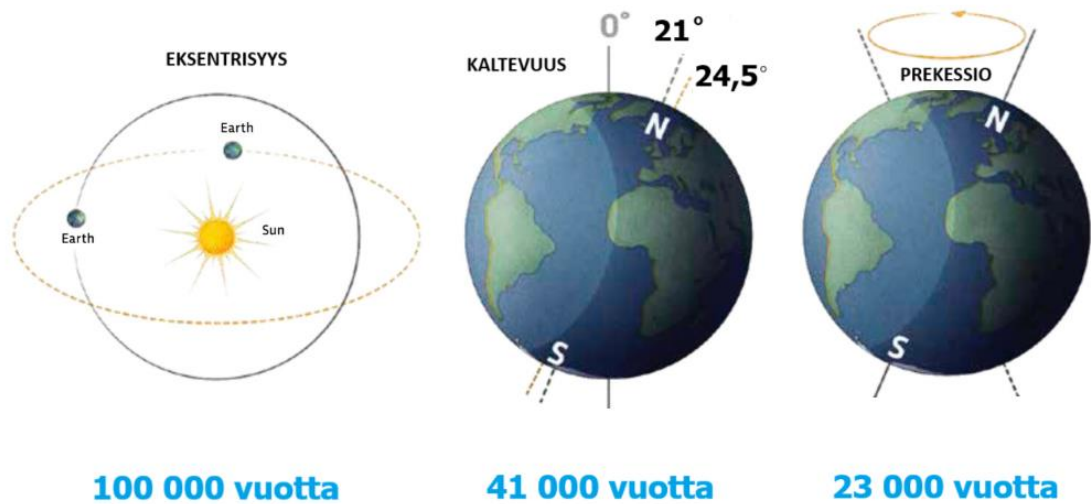 EKSENTRISYYS
Earth
Earth
Sun
100 000 vuotta
KALTEVUUS
0°
21°
24,5°
N
S
41 000 vuotta
PREKESSIO
N
S
23 000 vuotta